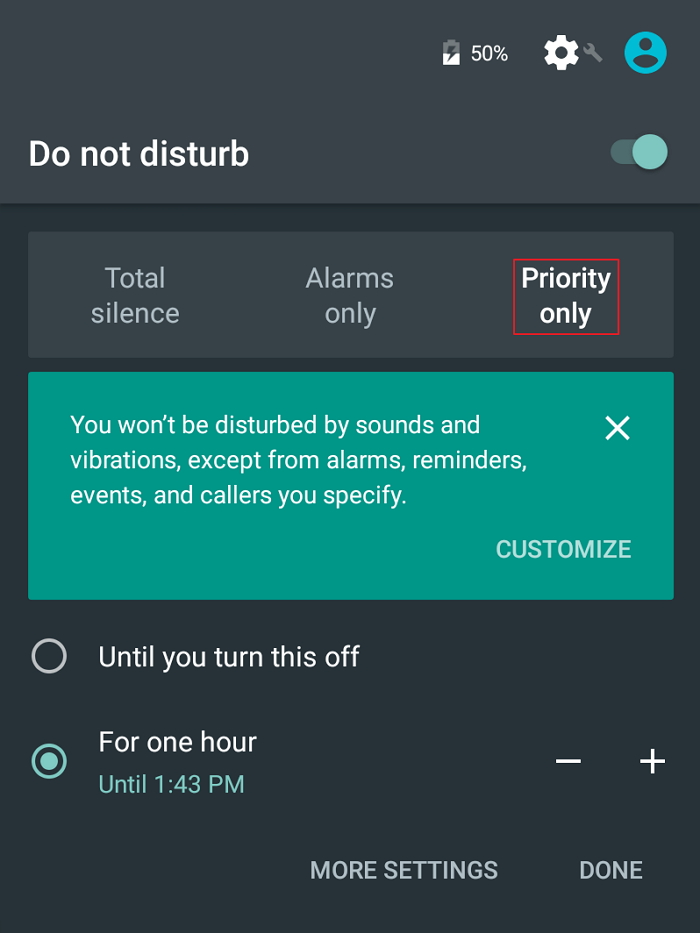 50%
Do not disturb
Total
silence
Alarms
only
Priority
only
You won’t be disturbed by sounds and
vibrations, except from alarms, reminders,
events, and callers you specify.
CUSTOMIZE
Until you turn this off
For one hour
Until 1:43 PM
MORE SETTINGS
DONE